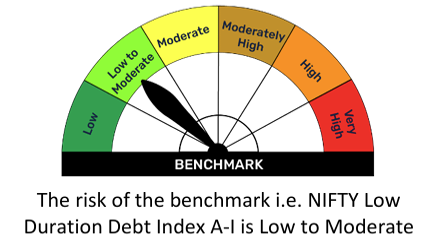 Low
Low to
Moderate
Moderate
Moderately
High
High
Very
High
BENCHMARK
The risk of the benchmark i.e. NIFTY Low
Duration Debt Index A-I is Low to Moderate